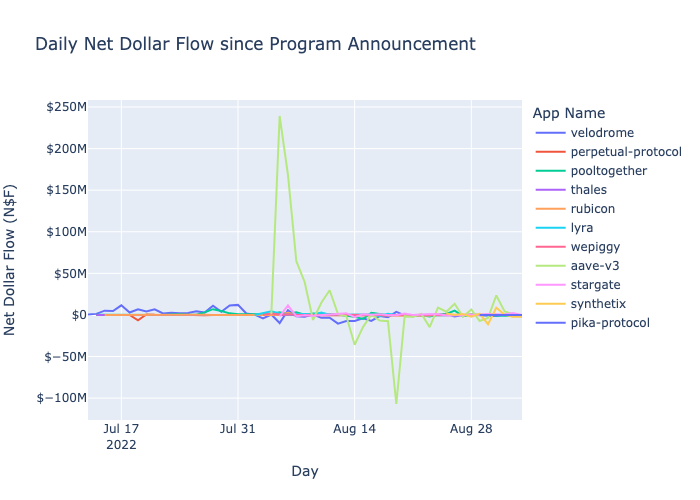 Daily Net Dollar Flow since Program Announcement
Net Dollar Flow (N$F)
$250M
$200M
$150M
$100M
$50M
$0
$−50M
$−100M
Jul 17
2022
Jul 31
Aug 14
Aug 28
Day
App Name
velodrome
perpetual-protocol
pooltogether
thales
rubicon
lyra
wepiggy
aave-v3
stargate
synthetix
pika-protocol